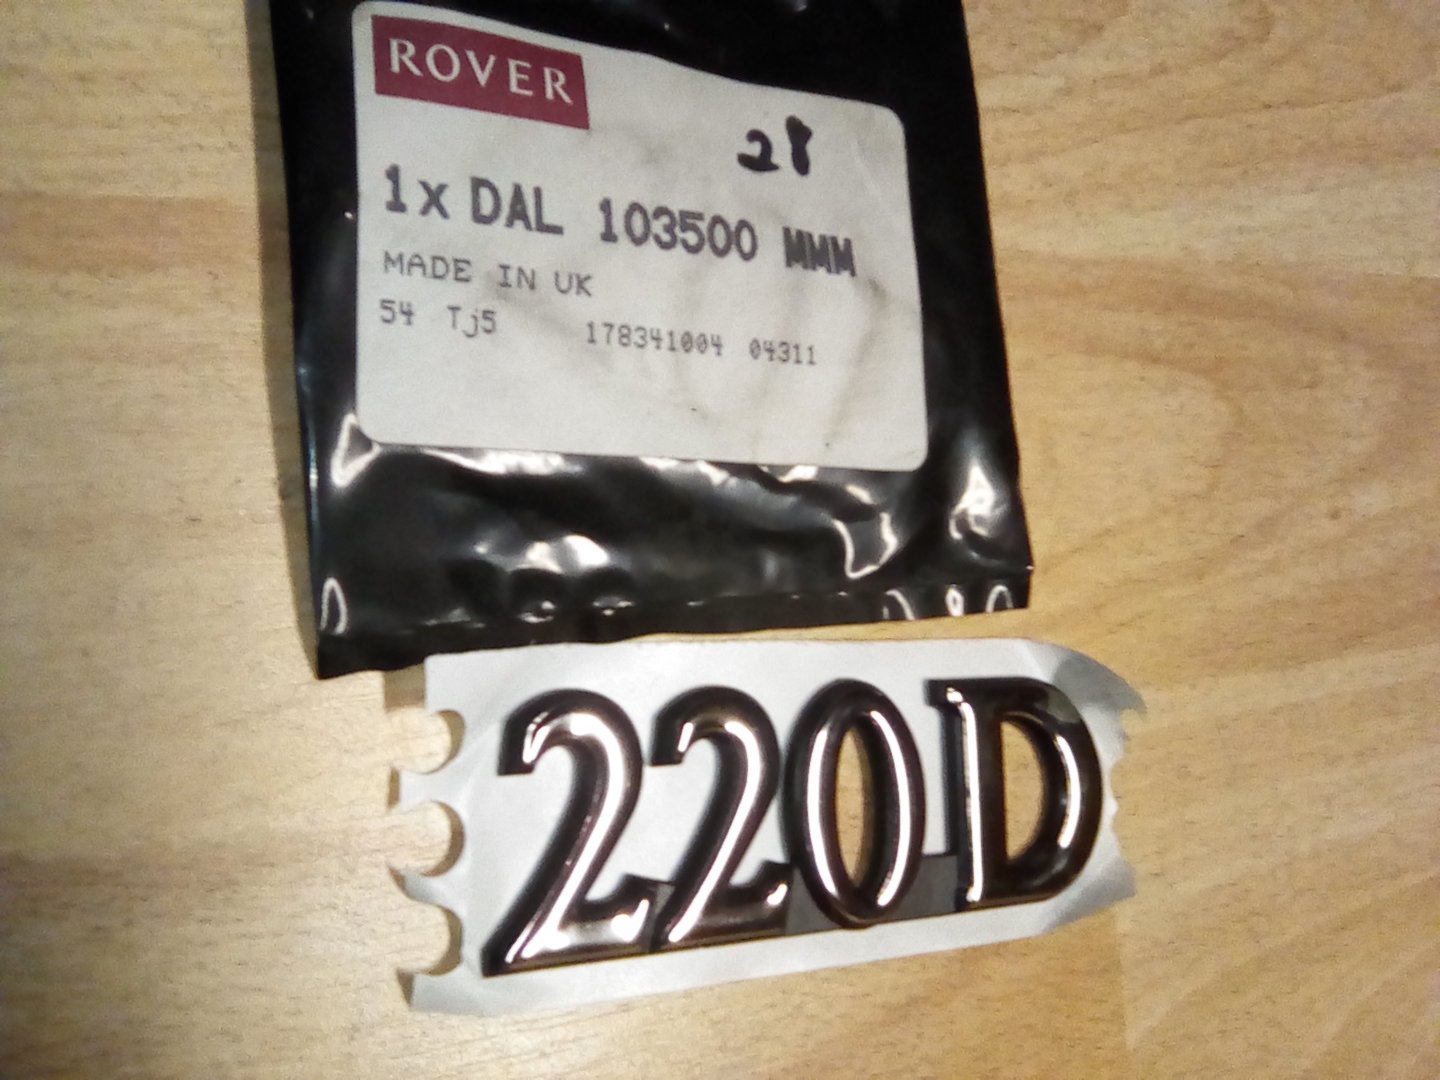 ROVER
28
1x DAL 103500 MMM
MADE IN UK
54 Tj5 178341004 04311
220D